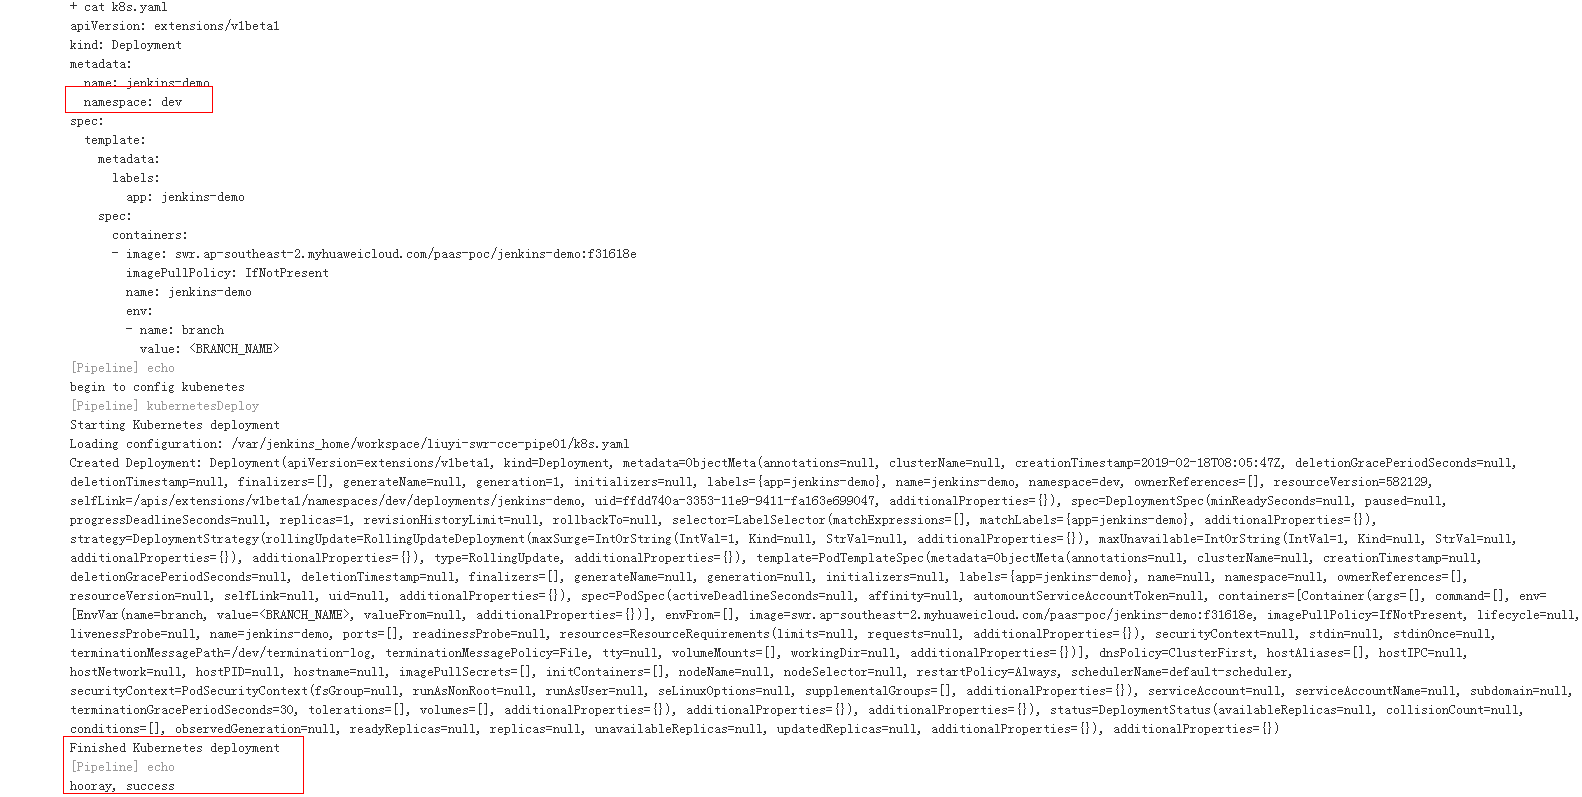 + cat k8s.yaml
apiVersion: extensions/v1beta1
kind: Deployment
metadata:
  name: jenkins-demo
  namespace: dev
spec:
  template:
    metadata:
      labels:
        app: jenkins-demo
    spec:
      containers:
      - image: swr.ap-southeast-2.myhuaweicloud.com/paas-poc/jenkins-demo:f31618e
        imagePullPolicy: IfNotPresent
        name: jenkins-demo
        env:
        - name: branch
          value: <BRANCH_NAME>
[Pipeline] echo
begin to config kubenetes
[Pipeline] kubernetesDeploy
Starting Kubernetes deployment
Loading configuration: /var/jenkins_home/workspace/liuyi-swr-cce-pipe01/k8s.yaml
Created Deployment: Deployment(apiVersion=extensions/v1beta1, kind=Deployment, metadata=ObjectMeta(annotations=null, clusterName=null, creationTimestamp=2019-02-18T08:05:47Z, deletionGracePeriodSeconds=null,
deletionTimestamp=null, finalizers=[], generateName=null, generation=1, initializers=null, labels={app=jenkins-demo}, name=jenkins-demo, namespace=dev, ownerReferences=[], resourceVersion=582129,
selfLink=/apis/extensions/v1beta1/namespaces/dev/deployments/jenkins-demo, uid=ffdd740a-3353-11e9-9411-fa163e699047, additionalProperties={}), spec=DeploymentSpec(minReadySeconds=null, paused=null,
progressDeadlineSeconds=null, replicas=1, revisionHistoryLimit=null, rollbackTo=null, selector=LabelSelector(matchExpressions=[], matchLabels={app=jenkins-demo}, additionalProperties={}),
strategy=DeploymentStrategy(rollingUpdate=RollingUpdateDeployment(maxSurge=IntOrString(IntVal=1, Kind=null, StrVal=null, additionalProperties={}), maxUnavailable=IntOrString(IntVal=1, Kind=null, StrVal=null,
additionalProperties={}), additionalProperties={}), type=RollingUpdate, additionalProperties={}), template=PodTemplateSpec(metadata=ObjectMeta(annotations=null, clusterName=null, creationTimestamp=null,
deletionGracePeriodSeconds=null, deletionTimestamp=null, finalizers=[], generateName=null, generation=null, initializers=null, labels={app=jenkins-demo}, name=null, namespace=null, ownerReferences=[],
resourceVersion=null, selfLink=null, uid=null, additionalProperties={}), spec=PodSpec(activeDeadlineSeconds=null, affinity=null, automountServiceAccountToken=null, containers=[Container(args=[], command=[], env=
[EnvVar(name=branch, value=<BRANCH_NAME>, valueFrom=null, additionalProperties={})], envFrom=[], image=swr.ap-southeast-2.myhuaweicloud.com/paas-poc/jenkins-demo:f31618e, imagePullPolicy=IfNotPresent, lifecycle=null,
livenessProbe=null, name=jenkins-demo, ports=[], readinessProbe=null, resources=ResourceRequirements(limits=null, requests=null, additionalProperties={}), securityContext=null, stdin=null, stdinOnce=null,
terminationMessagePath=/dev/termination-log, terminationMessagePolicy=File, tty=null, volumeMounts=[], workingDir=null, additionalProperties={})], dnsPolicy=ClusterFirst, hostAliases=[], hostIPC=null,
hostNetwork=null, hostPID=null, hostname=null, imagePullSecrets=[], initContainers=[], nodeName=null, nodeSelector=null, restartPolicy=Always, schedulerName=default-scheduler,
securityContext=PodSecurityContext(fsGroup=null, runAsNonRoot=null, runAsUser=null, seLinuxOptions=null, supplementalGroups=[], additionalProperties={}), serviceAccount=null, serviceAccountName=null, subdomain=null,
terminationGracePeriodSeconds=30, tolerations=[], volumes=[], additionalProperties={}), additionalProperties={}), additionalProperties={}), status=DeploymentStatus(availableReplicas=null, collisionCount=null,
conditions=[], observedGeneration=null, readyReplicas=null, replicas=null, unavailableReplicas=null, updatedReplicas=null, additionalProperties={}), additionalProperties={})
Finished Kubernetes deployment
[Pipeline] echo
hooray, success